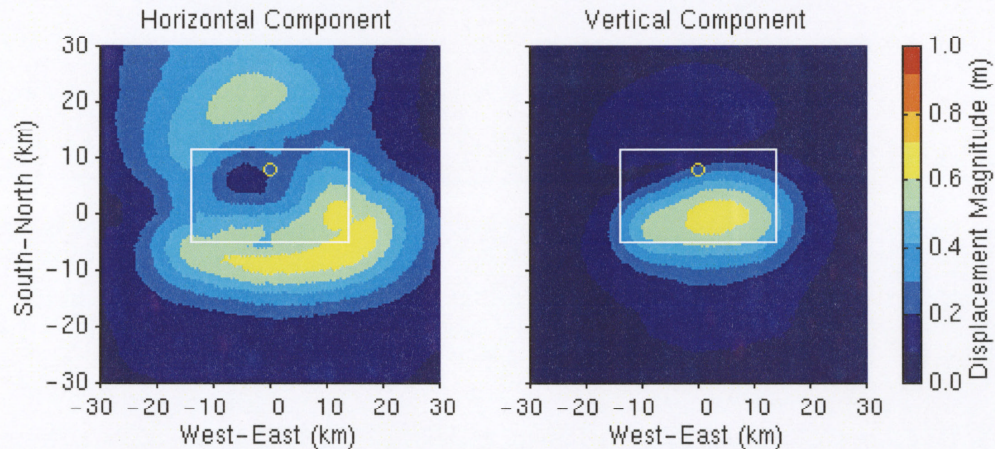 Horizontal Component
Vertical Component
30
20
10
0
-10
-20
-30
South-North (km)
-30 -20 -10 0 10 20 30
West-East (km)
-30 -20 -10 0 10 20 30
West-East (km)
1.0
0.8
0.6
0.4
0.2
0.0
Displacement Magnitude (m)